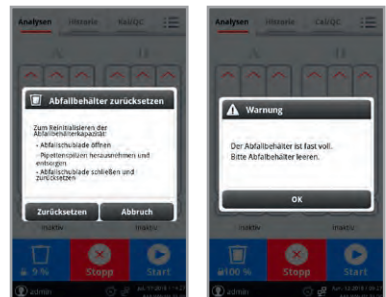 Analysen Historie Kal/QC
A
Abfallbehälter zurücksetzen
Zum Reinitialisieren der
Abfallbehälterkapazität:
- Abfallschublade öffnen
- Pipettenspitzen herausnehmen und
entsorgen
- Abfallschublade schließen und
zurücksetzen
Zurücksetzen Abbruch
Inaktiv Inaktiv
9% Stopp Start
admin
Analysen Historie Cal/QC
A
Warnung
Der Abfallbehälter ist fast voll.
Bitte Abfallbehälter leeren.
OK
Inaktiv Inaktiv
100 % Stopp Start
admin